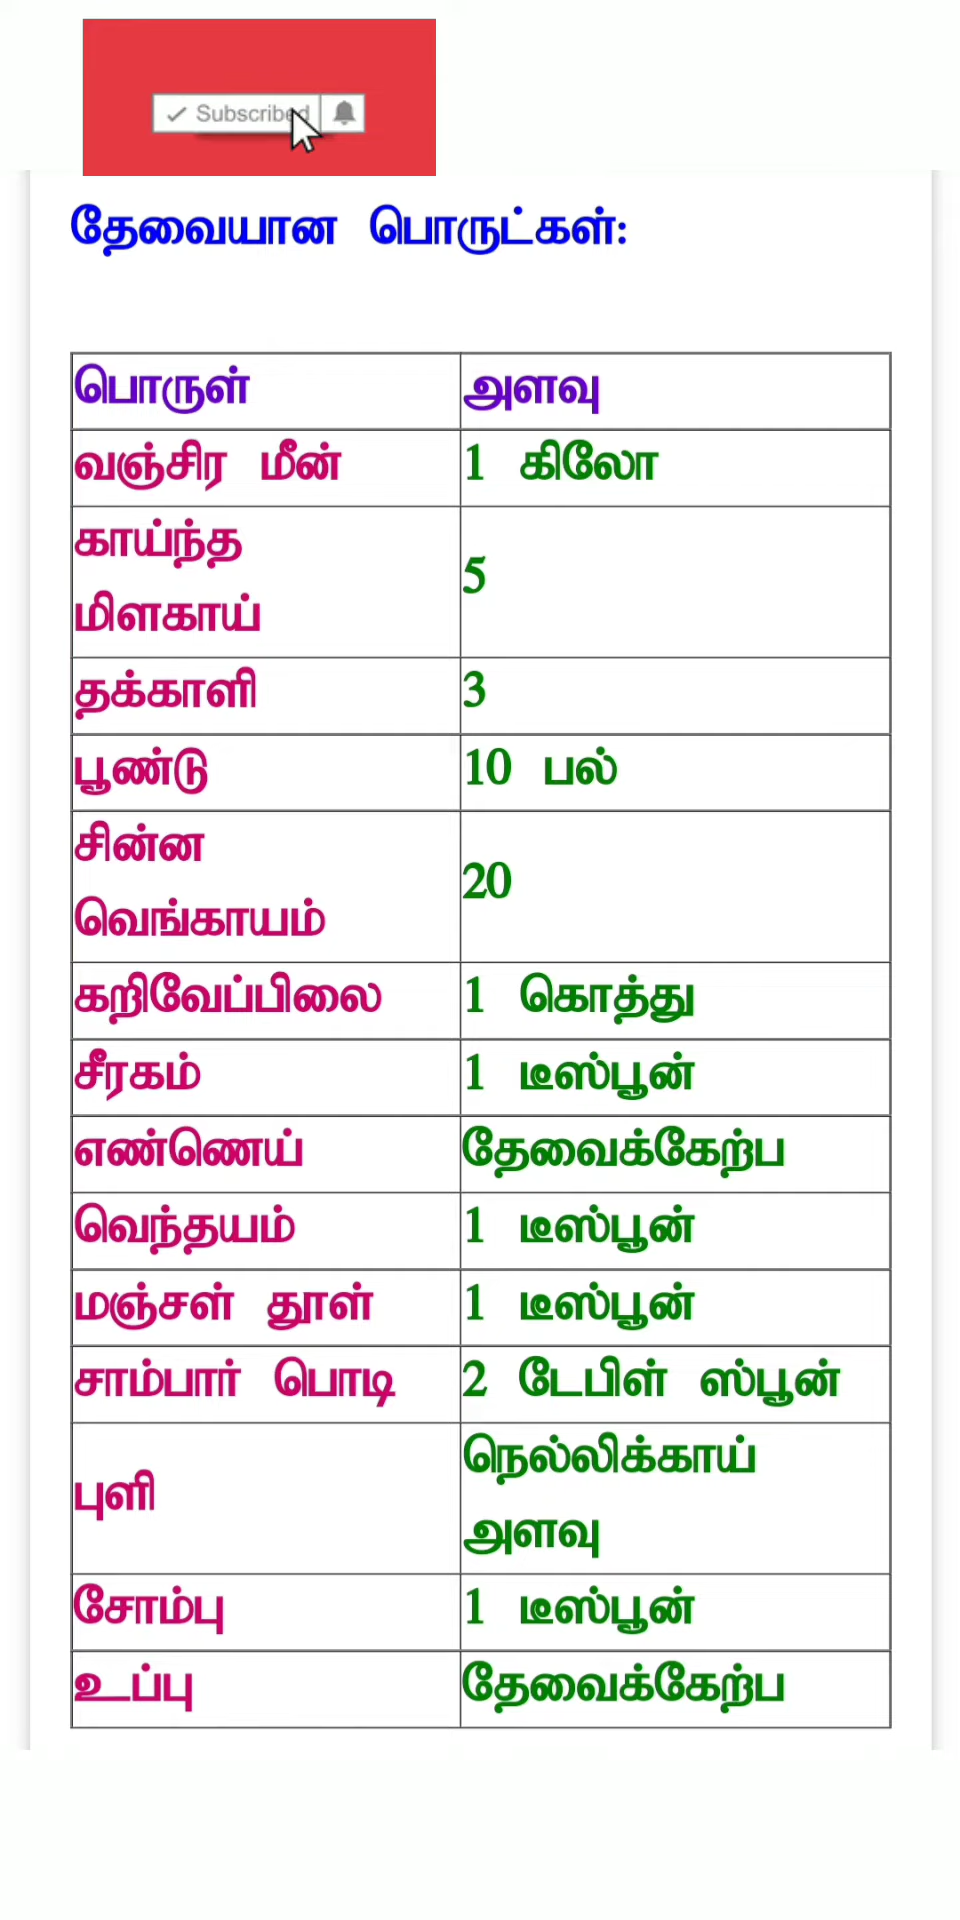 Subscribed
தேவையான பொருட்கள்:
பொருள் அளவு
வஞ்சிர மீன் 1 கிலோ
காய்ந்த
மிளகாய் 5
தக்காளி 3
பூண்டு 10 பல்
சின்ன
வெங்காயம் 20
கறிவேப்பிலை 1 கொத்து
சீரகம் 1 டீஸ்பூன்
எண்ணெய் தேவைக்கேற்ப
வெந்தயம் 1 டீஸ்பூன்
மஞ்சள் தூள் 1 டீஸ்பூன்
சாம்பார் பொடி 2 டேபிள் ஸ்பூன்
புளி நெல்லிக்காய்
அளவு
சோம்பு 1 டீஸ்பூன்
உப்பு தேவைக்கேற்ப